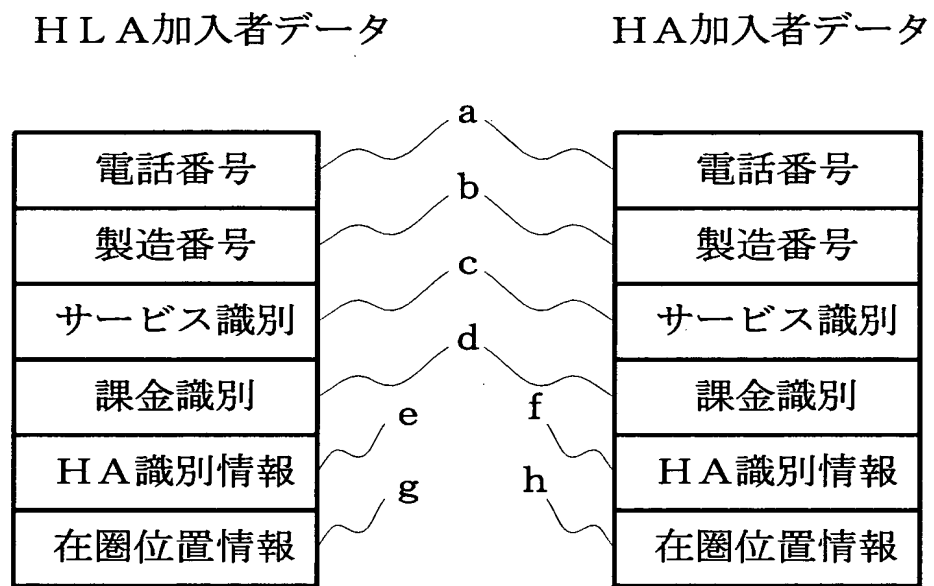 HLA加入者データ HA加入者データ
a
電話番号 電話番号
b
製造番号 製造番号
c
サービス識別 サービス識別
d
課金識別 課金識別
e f
HA識別情報 HA識別情報
g h
在圏位置情報 在圏位置情報